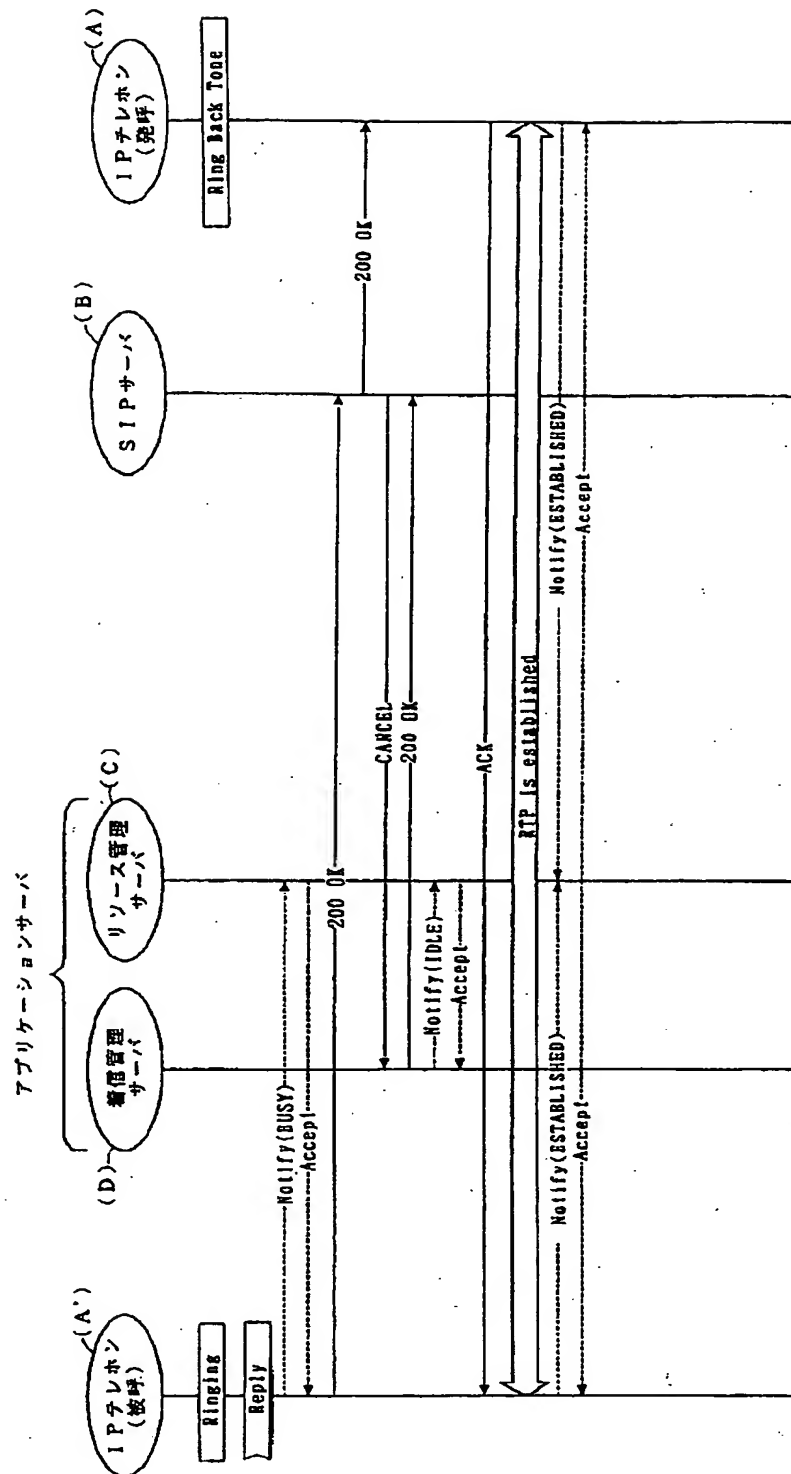 アプリケーションサーバ
(A')
IPテレホン
(被呼)
(D)
着信管理
サーバ
(C)
リソース管理
サーバ
(B)
SIPサーバ
(A)
IPテレホン
(発呼)
Ringing
Reply
Ring Back Tone
Notify(BUSY)
Accept
200 OK
200 OK
CANCEL
200 OK
Notify(IDLE)
Accept
ACK
RTP is established
Notify(ESTABLISHED)
Notify(ESTABLISHED)
Accept
Accept